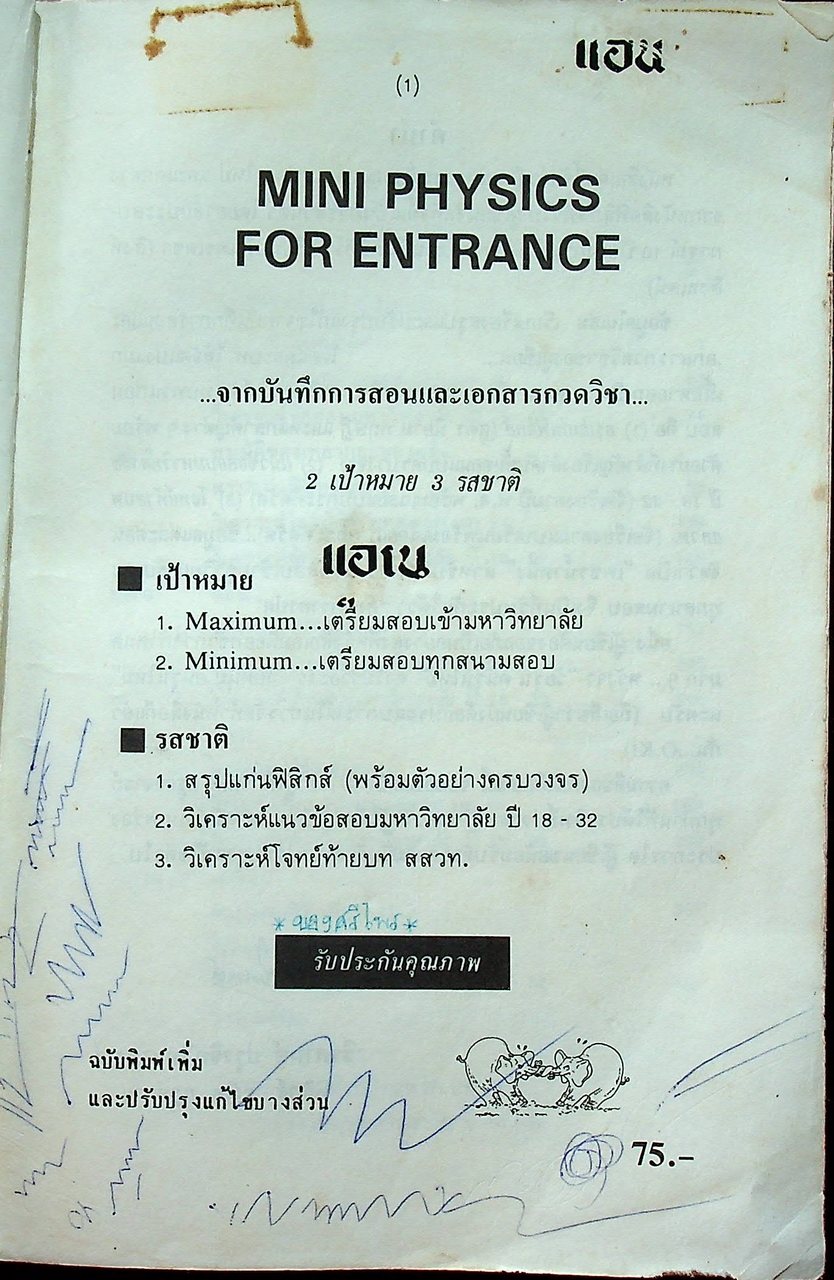 แอน
(1)
MINI PHYSICS
FOR ENTRANCE
...จากบันทึกการสอนและเอกสารกวดวิชา...
2 เป้าหมาย 3 รสชาติ
แอน
■ เป้าหมาย
1. Maximum...เตรียมสอบเข้ามหาวิทยาลัย
2. Minimum...เตรียมสอบทุกสนามสอบ
■ รสชาติ
1. สรุปแก่นฟิสิกส์ (พร้อมตัวอย่างครบวงจร)
2. วิเคราะห์แนวข้อสอบมหาวิทยาลัย ปี 18 - 32
3. วิเคราะห์โจทย์ท้ายบท สสวท.
*ของศรีไพร*
รับประกันคุณภาพ
ฉบับพิมพ์เพิ่ม
และปรับปรุงแก้ไขบางส่วน
75.-